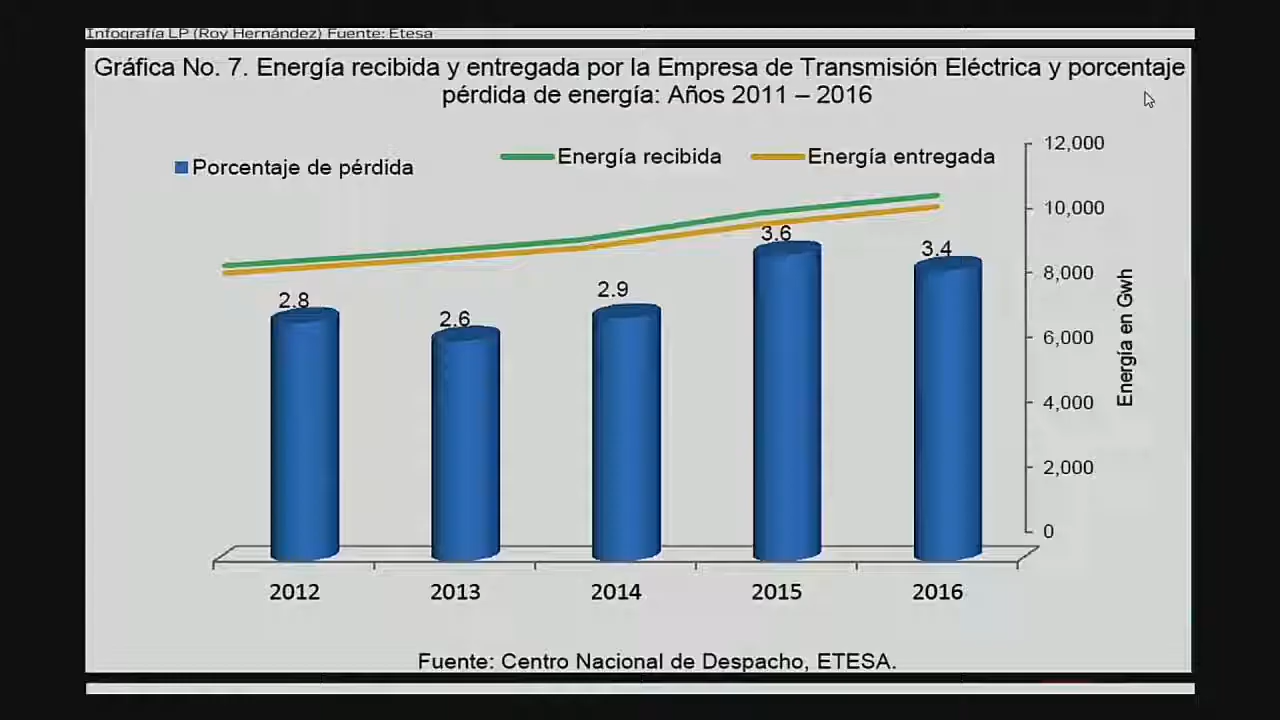 Infografía LP (Roy Hernández) Fuente: Etesa
Gráfica No. 7. Energía recibida y entregada por la Empresa de Transmisión Eléctrica y porcentaje
pérdida de energía: Años 2011 – 2016
Porcentaje de pérdida
Energía recibida
Energía entregada
12,000
10,000
8,000
6,000
4,000
2,000
0
Energía en Gwh
2.8
2.6
2.9
3.6
3.4
2012
2013
2014
2015
2016
Fuente: Centro Nacional de Despacho, ETESA.